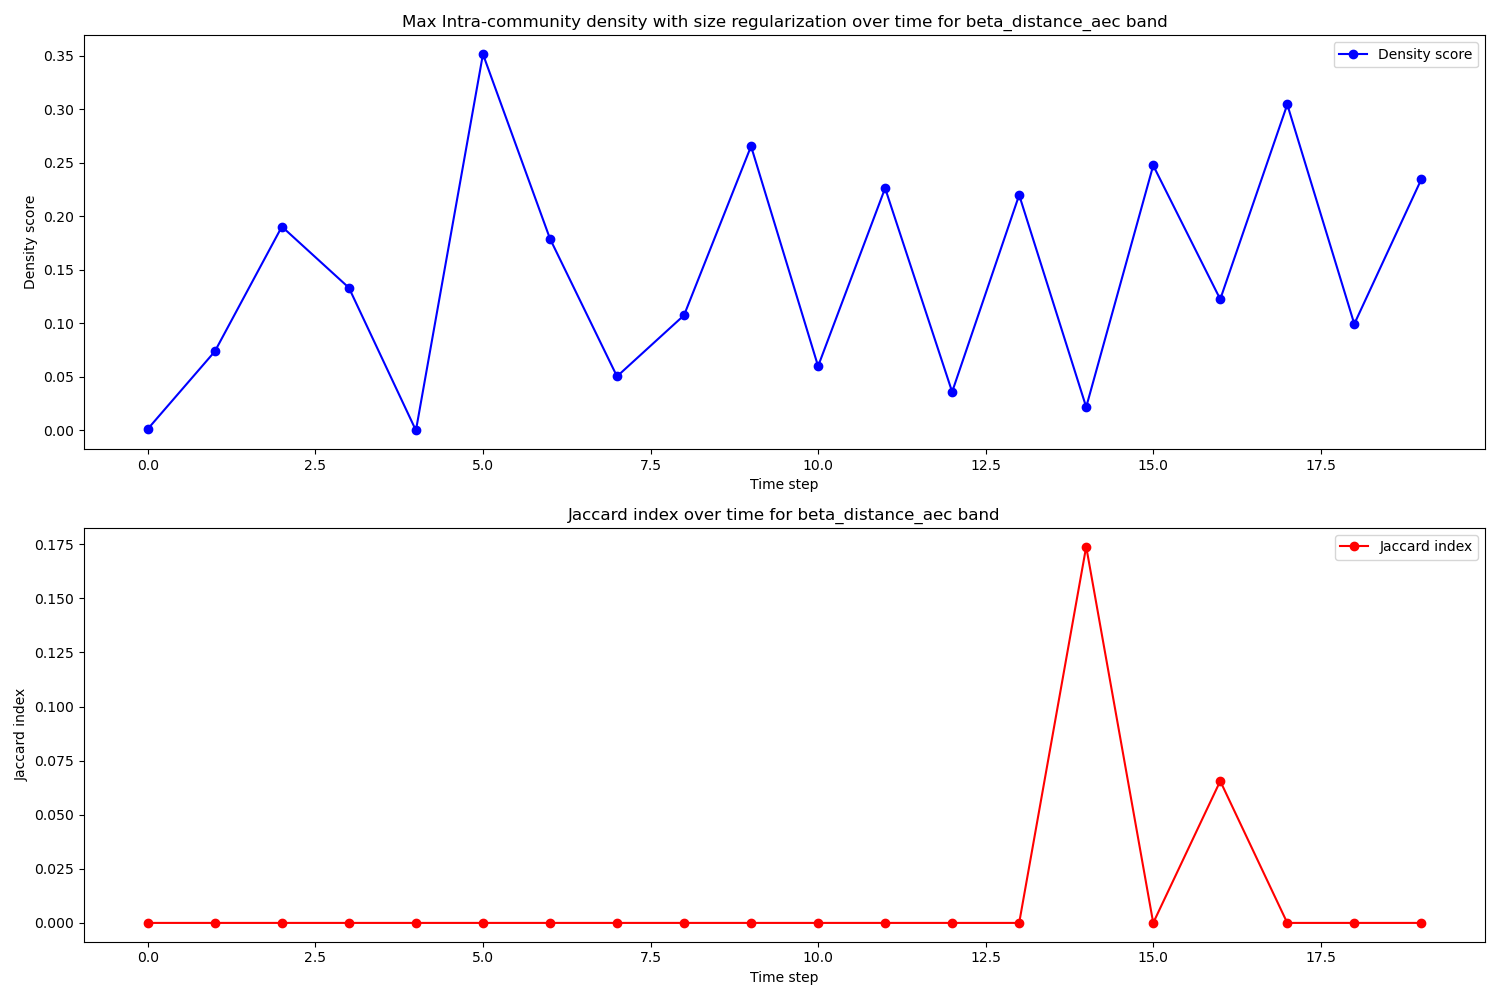 Max Intra-community density with size regularization over time for beta_distance_aec band
Density score
0.35
0.30
0.25
0.20
0.15
0.10
0.05
0.00
Density score
0.0 2.5 5.0 7.5 10.0 12.5 15.0 17.5
Time step
Jaccard index over time for beta_distance_aec band
Jaccard index
0.175
0.150
0.125
0.100
0.075
0.050
0.025
0.000
Jaccard index
0.0 2.5 5.0 7.5 10.0 12.5 15.0 17.5
Time step